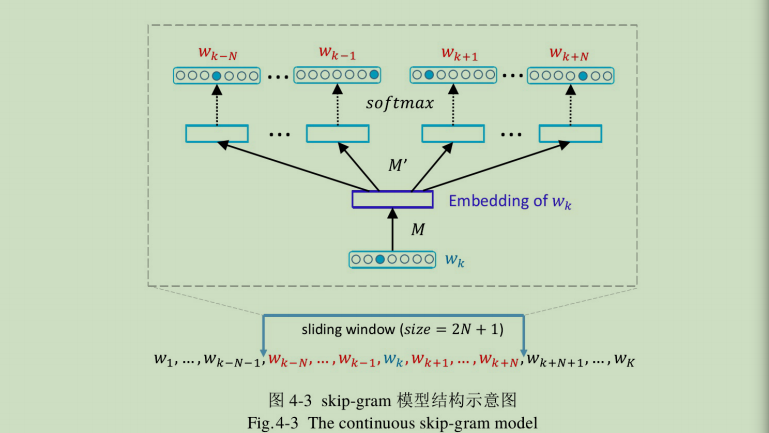 w_{k−N} w_{k−1} w_{k+1} w_{k+N}
... ...
softmax
... ...
M'
Embedding of w_k
M
w_k
sliding window (size = 2N + 1)
w_1, ..., w_{k−N−1}, w_{k−N}, ..., w_{k−1}, w_k, w_{k+1}, ..., w_{k+N}, w_{k+N+1}, ..., w_K
图 4-3 skip-gram 模型结构示意图
Fig.4-3 The continuous skip-gram model